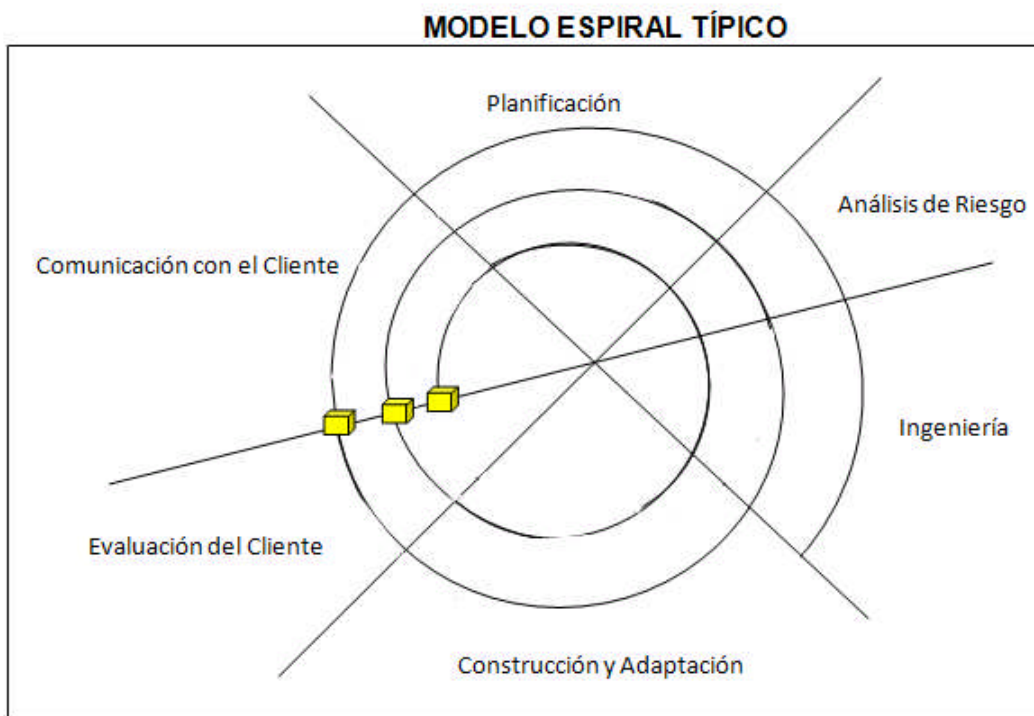 MODELO ESPIRAL TÍPICO
Planificación
Análisis de Riesgo
Comunicación con el Cliente
Ingeniería
Evaluación del Cliente
Construcción y Adaptación